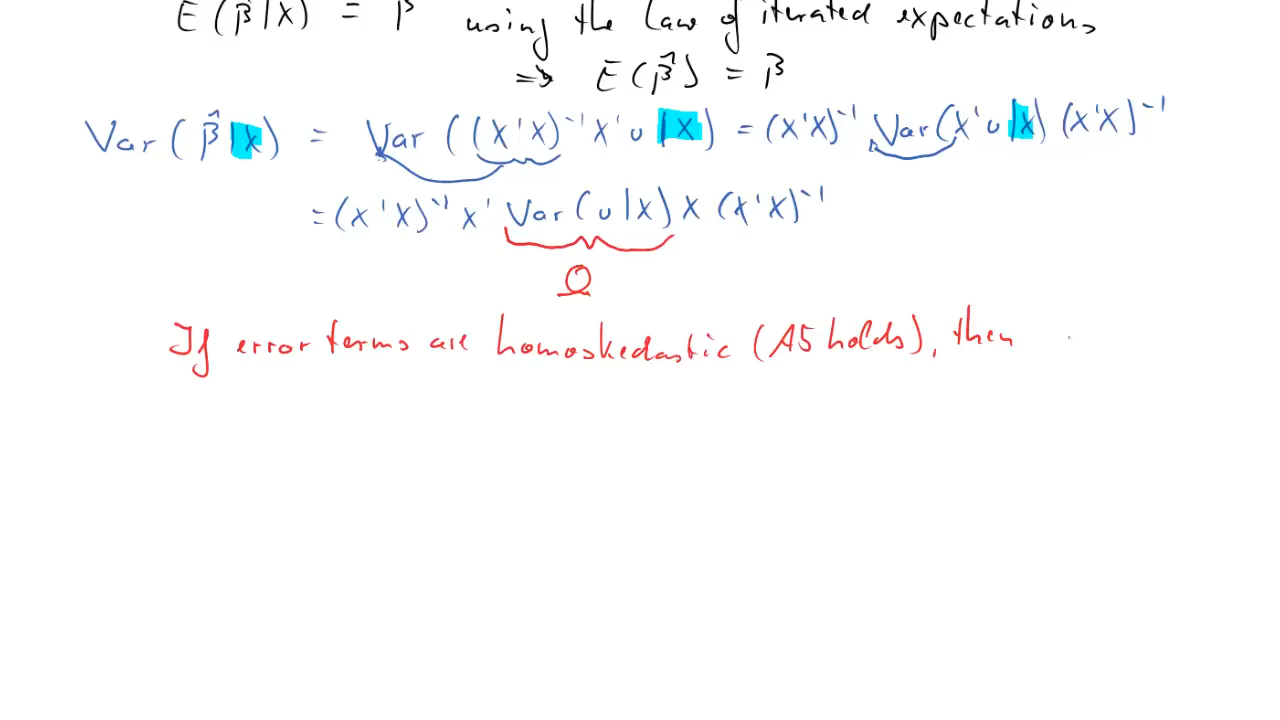 E(β̂|X) = β using the law of iterated expectations
⇒ E(β̂) = β
Var(β̂|X) = Var((X'X)⁻¹X'u|X) = (X'X)⁻¹ Var(X'u|X) (X'X)⁻¹
= (X'X)⁻¹ X' Var(u|X) X (X'X)⁻¹
Ω
If error terms are homoskedastic (A5 holds), then